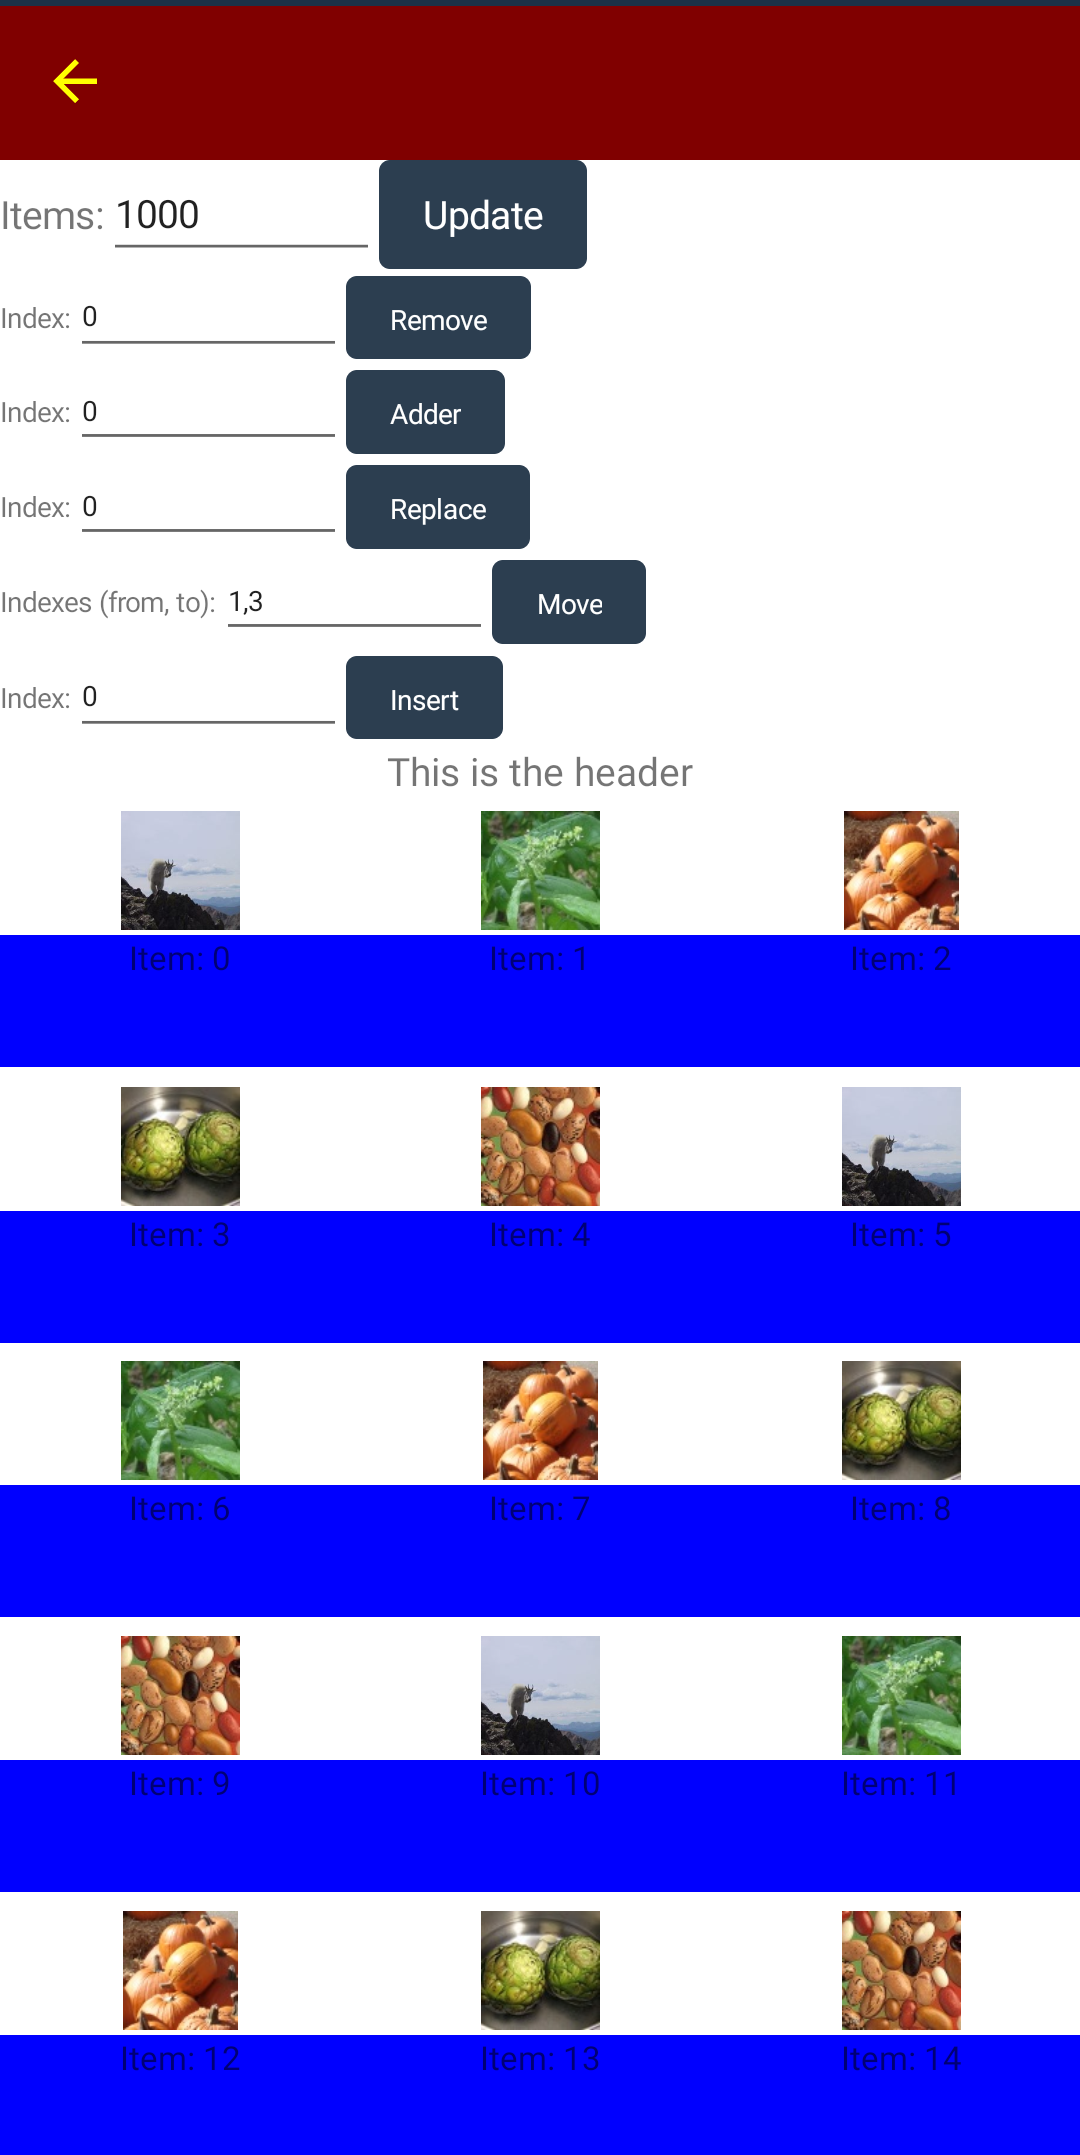 Items: 1000 Update
Index: 0 Remove
Index: 0 Adder
Index: 0 Replace
Indexes (from, to): 1,3 Move
Index: 0 Insert
This is the header
Item: 0 Item: 1 Item: 2
Item: 3 Item: 4 Item: 5
Item: 6 Item: 7 Item: 8
Item: 9 Item: 10 Item: 11
Item: 12 Item: 13 Item: 14